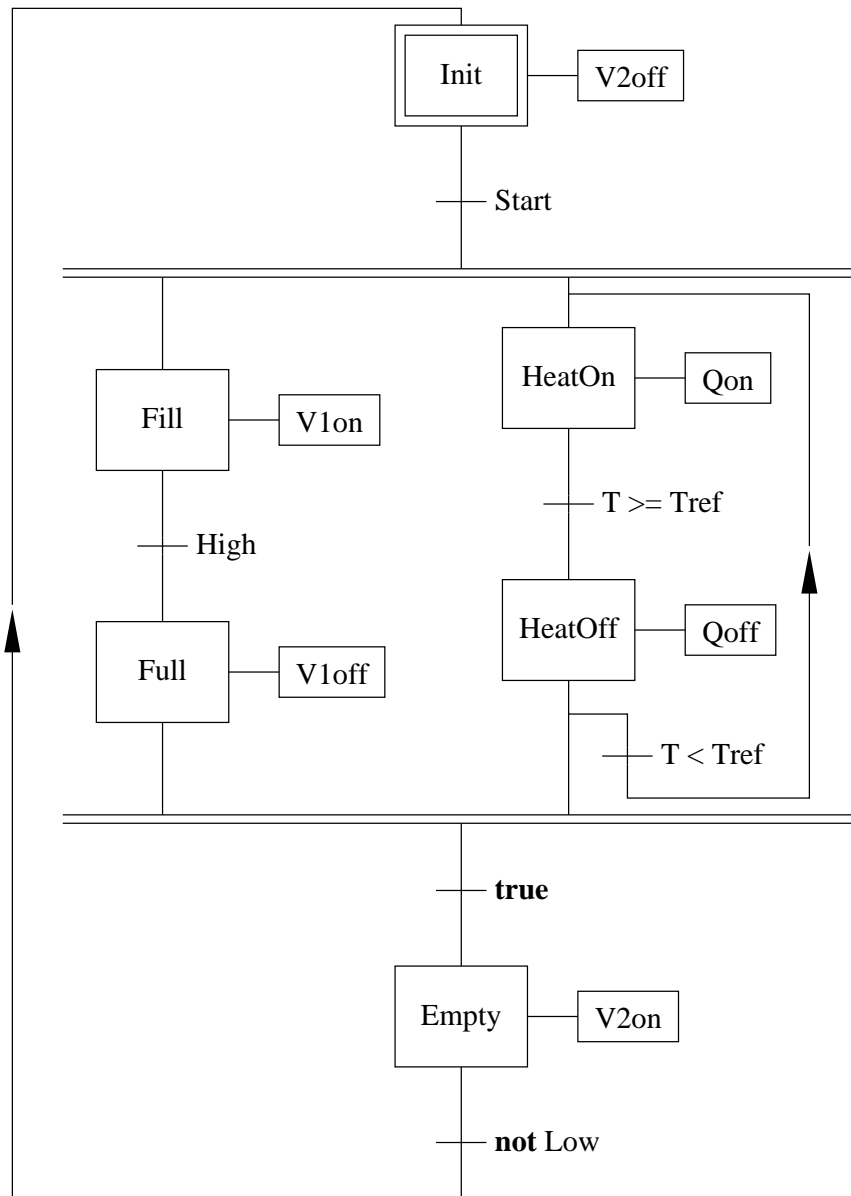 Init
V2off
Start
HeatOn
Qon
Fill
V1on
T >= Tref
High
HeatOff
Qoff
Full
V1off
T < Tref
true
Empty
V2on
not Low